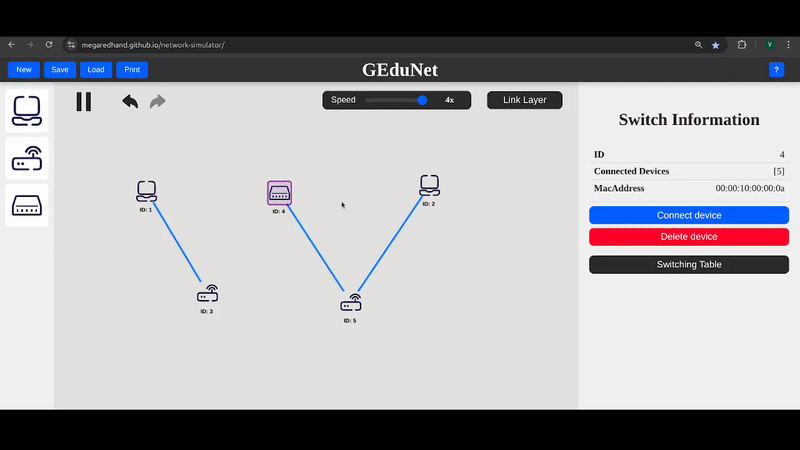 megaredhand.github.io/network-simulator/
V
New
Save
Load
Print
GEduNet
?
Speed
4x
Link Layer
ID: 1
ID: 4
ID: 2
ID: 3
ID: 5
Switch Information
ID 4
Connected Devices [5]
MacAddress 00:00:10:00:00:0a
Connect device
Delete device
Switching Table